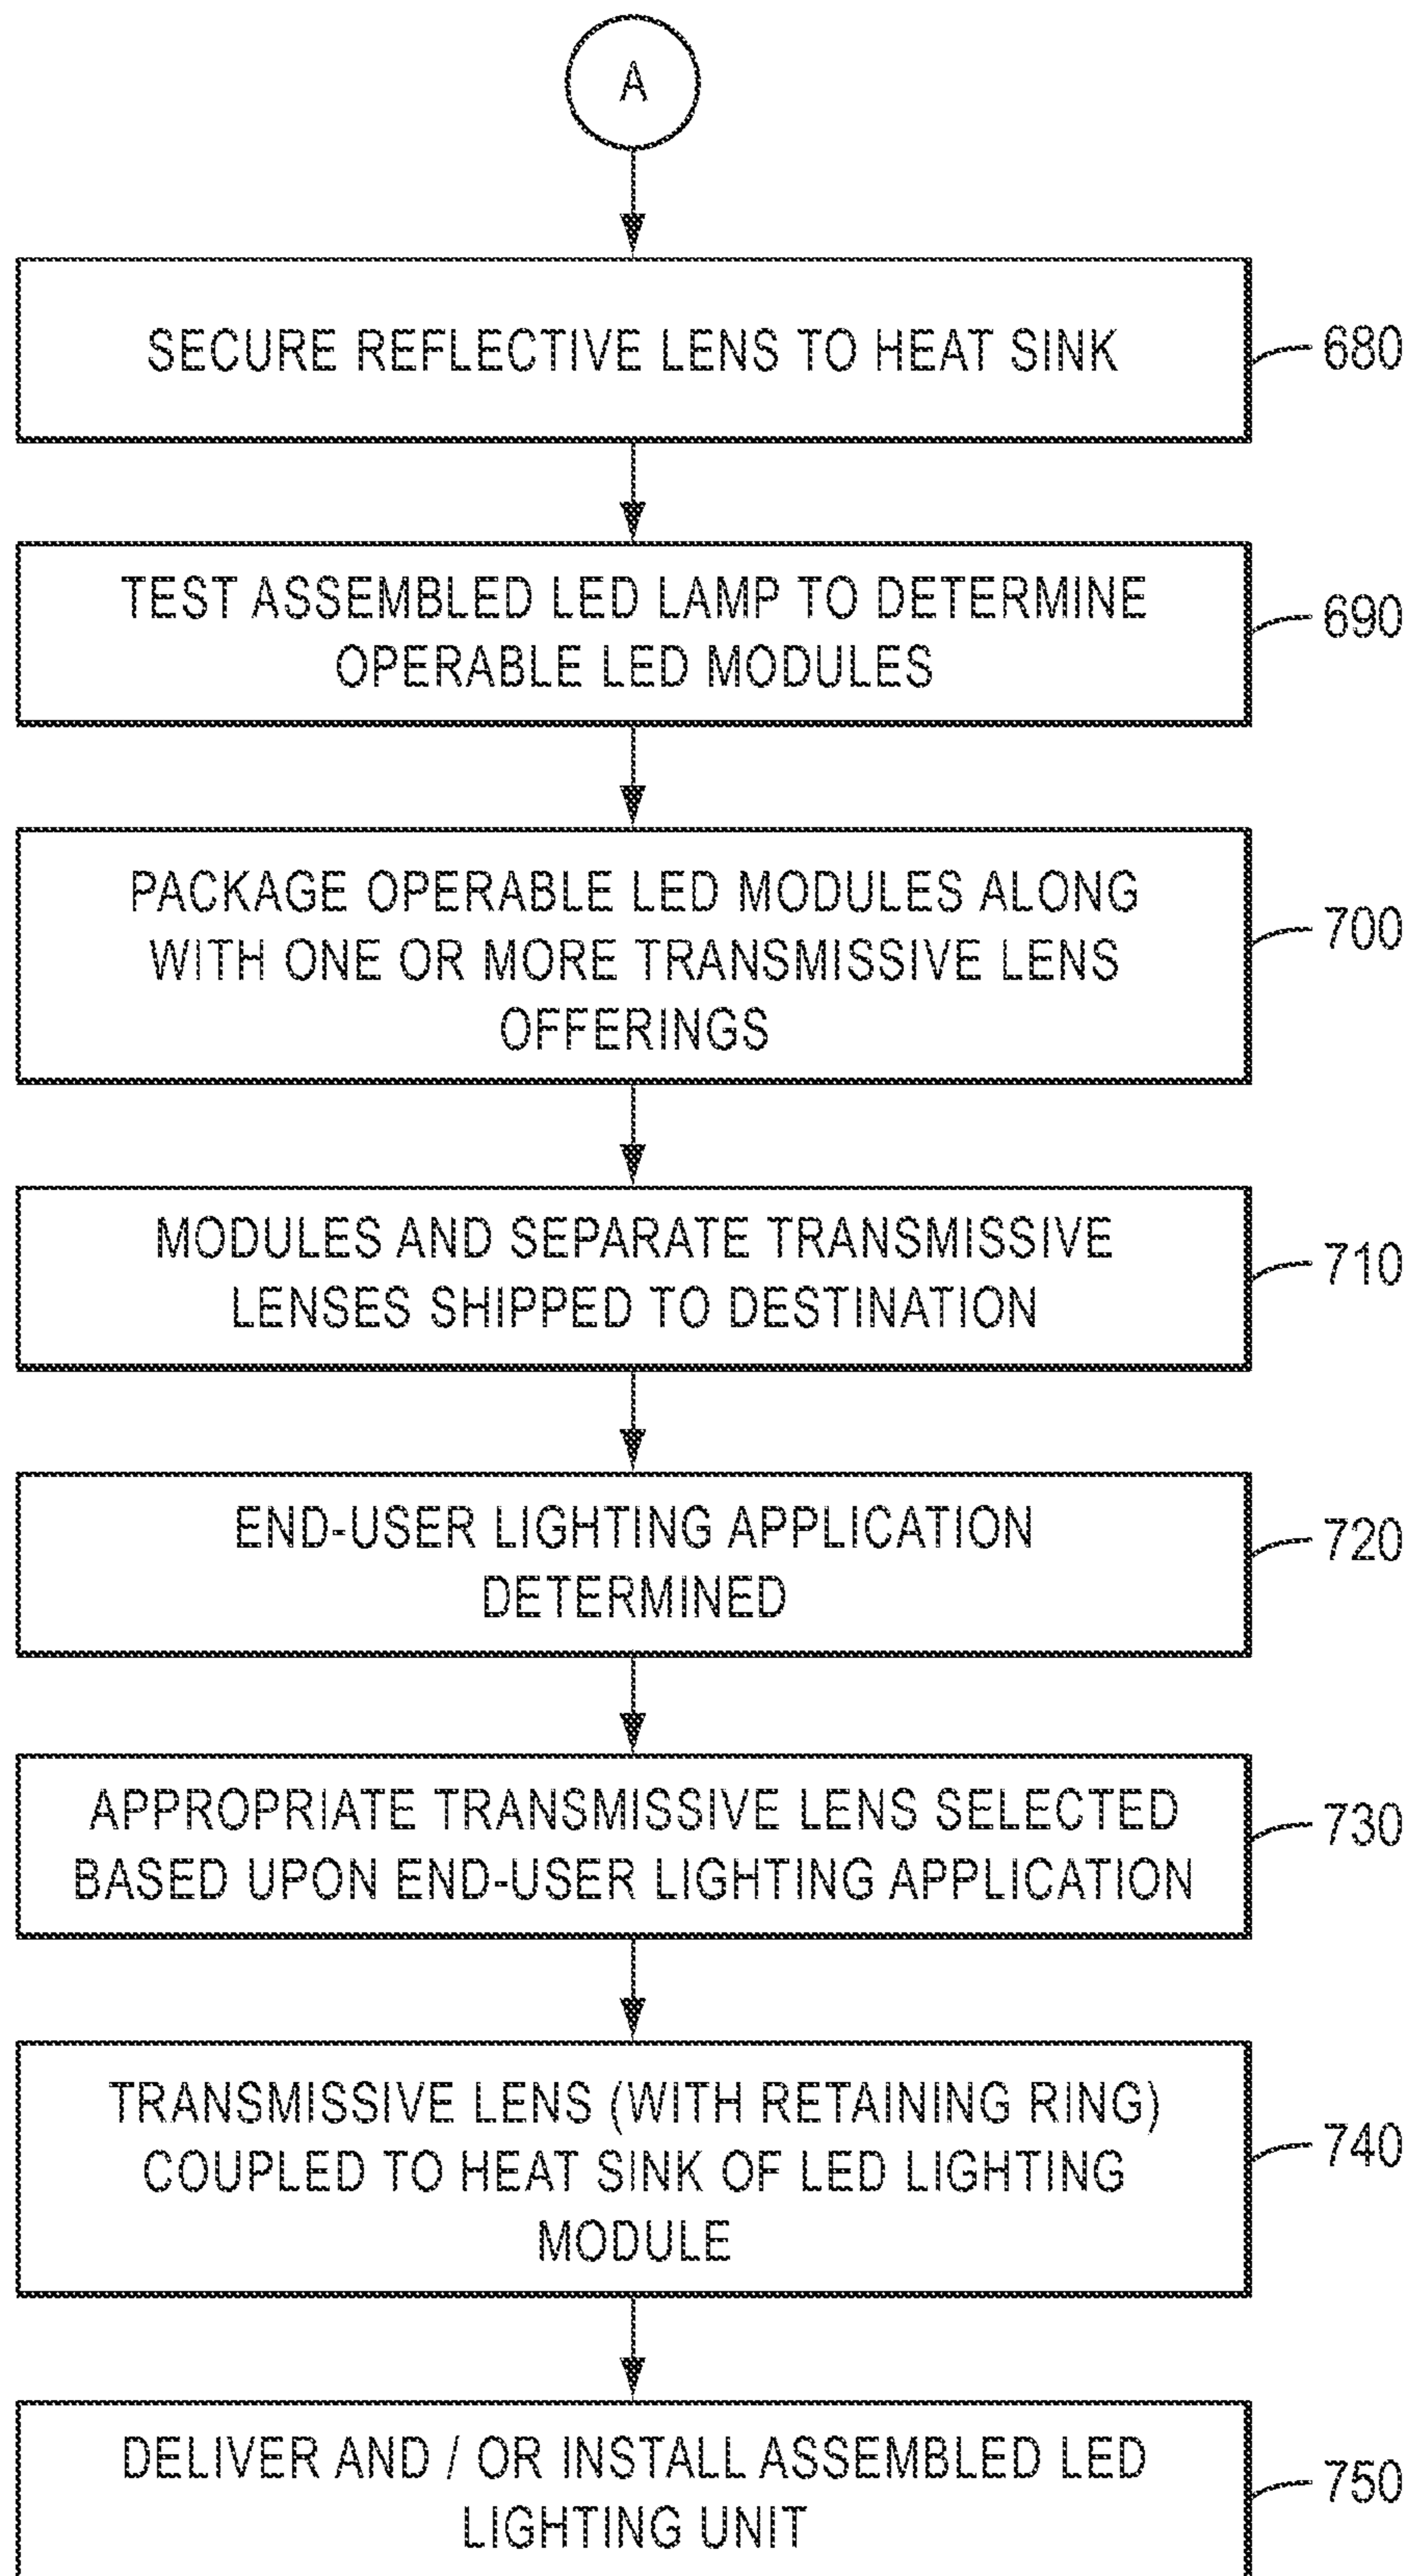 A
SECURE REFLECTIVE LENS TO HEAT SINK
680
TEST ASSEMBLED LED LAMP TO DETERMINE
OPERABLE LED MODULES
690
PACKAGE OPERABLE LED MODULES ALONG
WITH ONE OR MORE TRANSMISSIVE LENS
OFFERINGS
700
MODULES AND SEPARATE TRANSMISSIVE
LENSES SHIPPED TO DESTINATION
710
END-USER LIGHTING APPLICATION
DETERMINED
720
APPROPRIATE TRANSMISSIVE LENS SELECTED
BASED UPON END-USER LIGHTING APPLICATION
730
TRANSMISSIVE LENS (WITH RETAINING RING)
COUPLED TO HEAT SINK OF LED LIGHTING
MODULE
740
DELIVER AND / OR INSTALL ASSEMBLED LED
LIGHTING UNIT
750